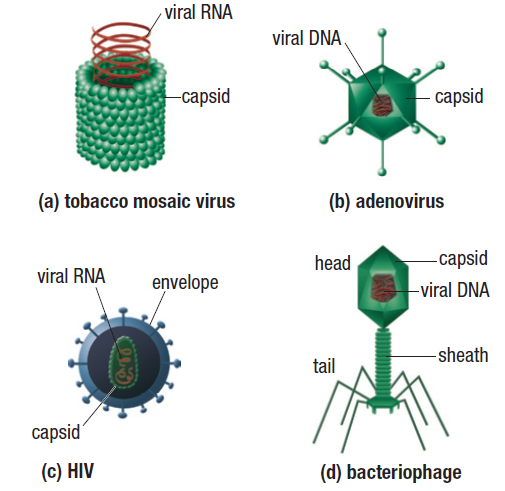 viral RNA
capsid
(a) tobacco mosaic virus
viral DNA
capsid
(b) adenovirus
viral RNA
envelope
capsid
(c) HIV
head
capsid
viral DNA
tail
sheath
(d) bacteriophage